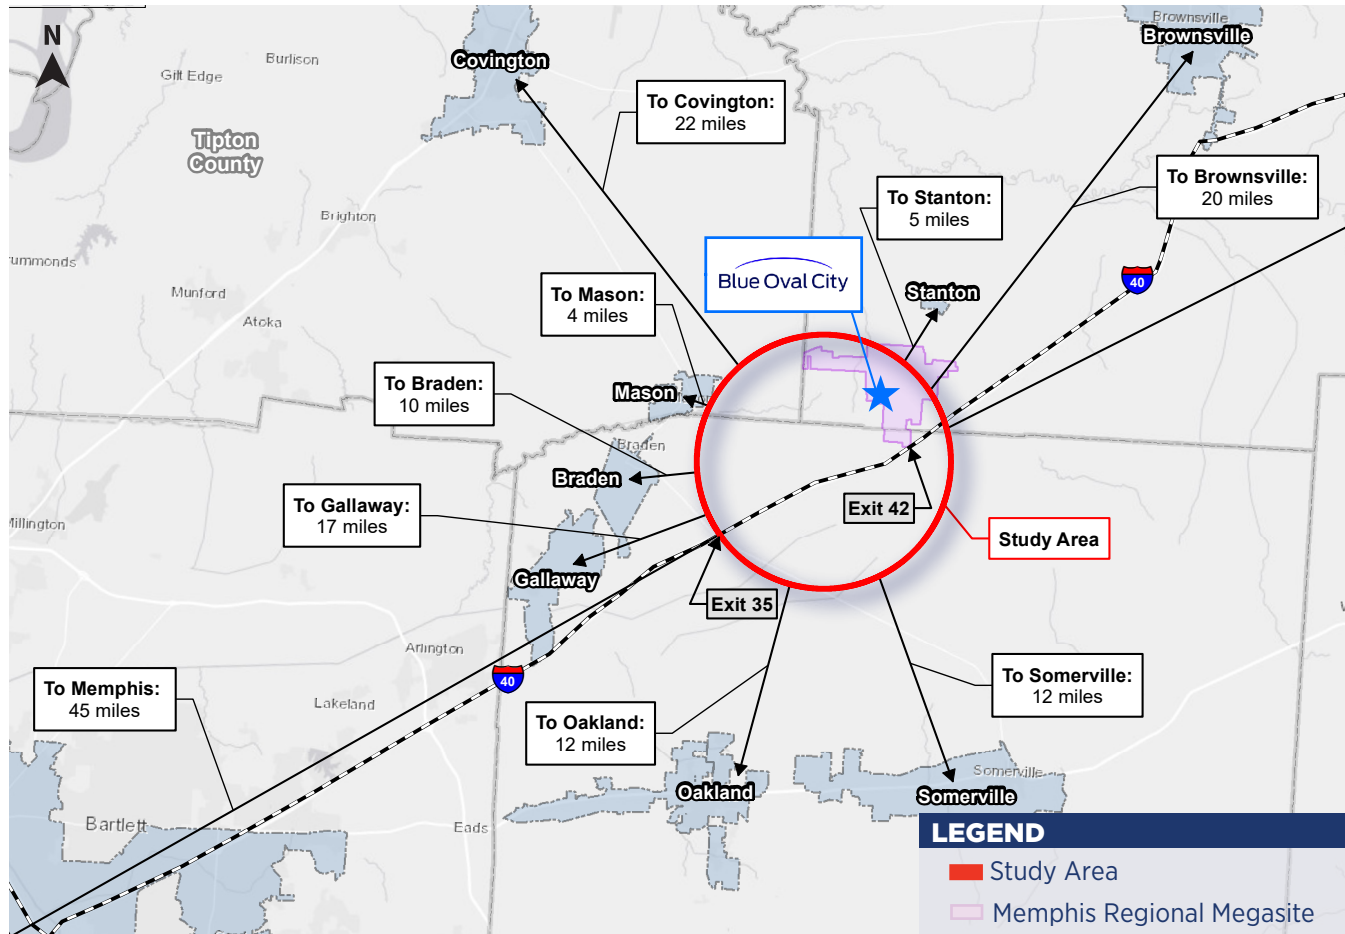 Brownsville
Brownsville
N
Covington
Burlison
Gilt Edge
To Covington:
22 miles
Tipton
County
To Brownsville:
20 miles
To Stanton:
5 miles
Brighton
Blue Oval City
40
Stanton
To Mason:
4 miles
Munford
Atoka
To Braden:
10 miles
Mason
Braden
Braden
To Gallaway:
17 miles
Exit 42
Study Area
Millington
Gallaway
Exit 35
Arlington
To Memphis:
45 miles
40
Lakeland
To Somerville:
12 miles
To Oakland:
12 miles
Somerville
Oakland
Somerville
Bartlett
Eads
LEGEND
Study Area
Memphis Regional Megasite